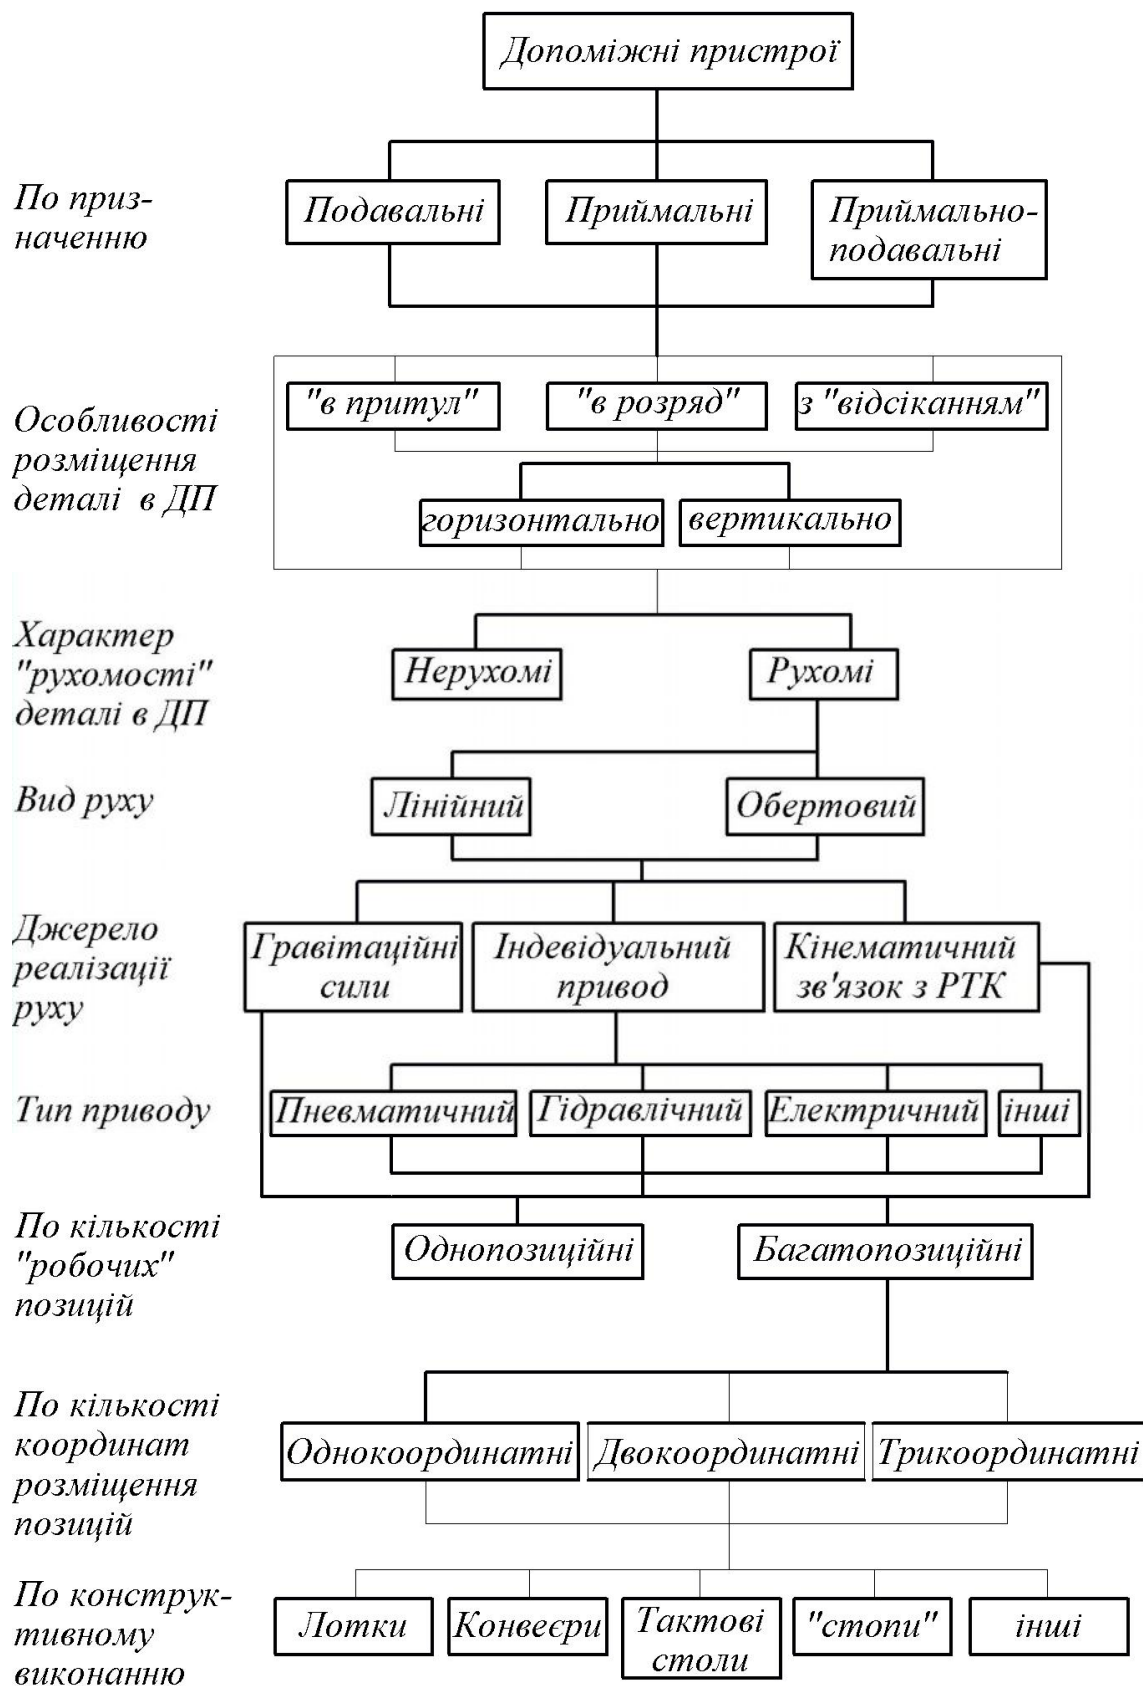 Допоміжні пристрої
По приз-
наченню
Подавальні
Приймальні
Приймально-
подавальні
Особливості
розміщення
деталі в ДП
"в притул"
"в розряд"
з "відсіканням"
горизонтально
вертикально
Характер
"рухомості"
деталі в ДП
Нерухомі
Рухомі
Вид руху
Лінійний
Обертовий
Джерело
реалізації
руху
Гравітаційні
сили
Індевідуальний
привод
Кінематичний
зв'язок з РТК
Тип приводу
Пневматичний
Гідравлічний
Електричний
інші
По кількості
"робочих"
позицій
Однопозиційні
Багатопозиційні
По кількості
координат
розміщення
позицій
Однокоординатні
Двокоординатні
Трикоординатні
По конструк-
тивному
виконанню
Лотки
Конвеєри
Тактові
столи
"стопи"
інші